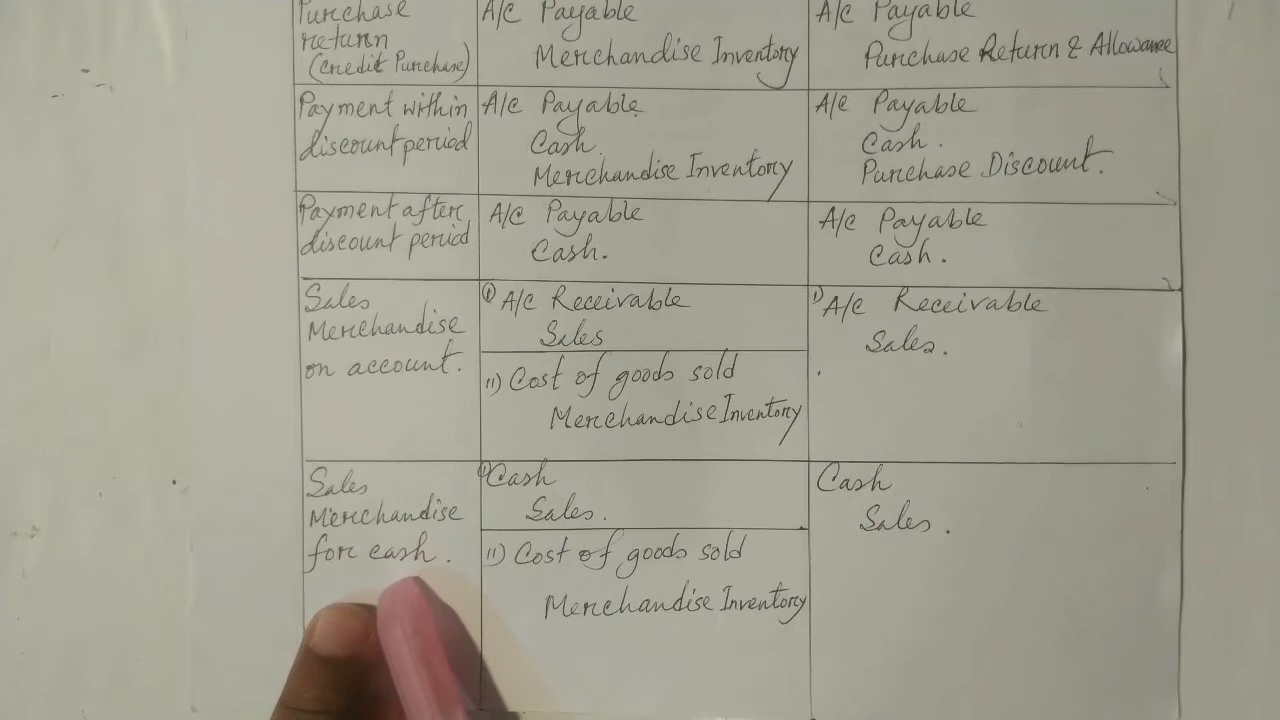 Purchase
return
(Credit Purchase)
A/C Payable
Merchandise Inventory
A/C Payable
Purchase Return & Allowance
Payment within
discount period
A/C Payable
Cash.
Merchandise Inventory
A/C Payable
Cash.
Purchase Discount.
Payment after
discount period
A/C Payable
Cash.
A/C Payable
Cash.
Sales
Merchandise
on account.
i) A/C Receivable
Sales
ii) Cost of goods sold
Merchandise Inventory
i) A/C Receivable
Sales.
Sales
Merchandise
for cash.
i) Cash
Sales.
ii) Cost of goods sold
Merchandise Inventory
Cash
Sales.